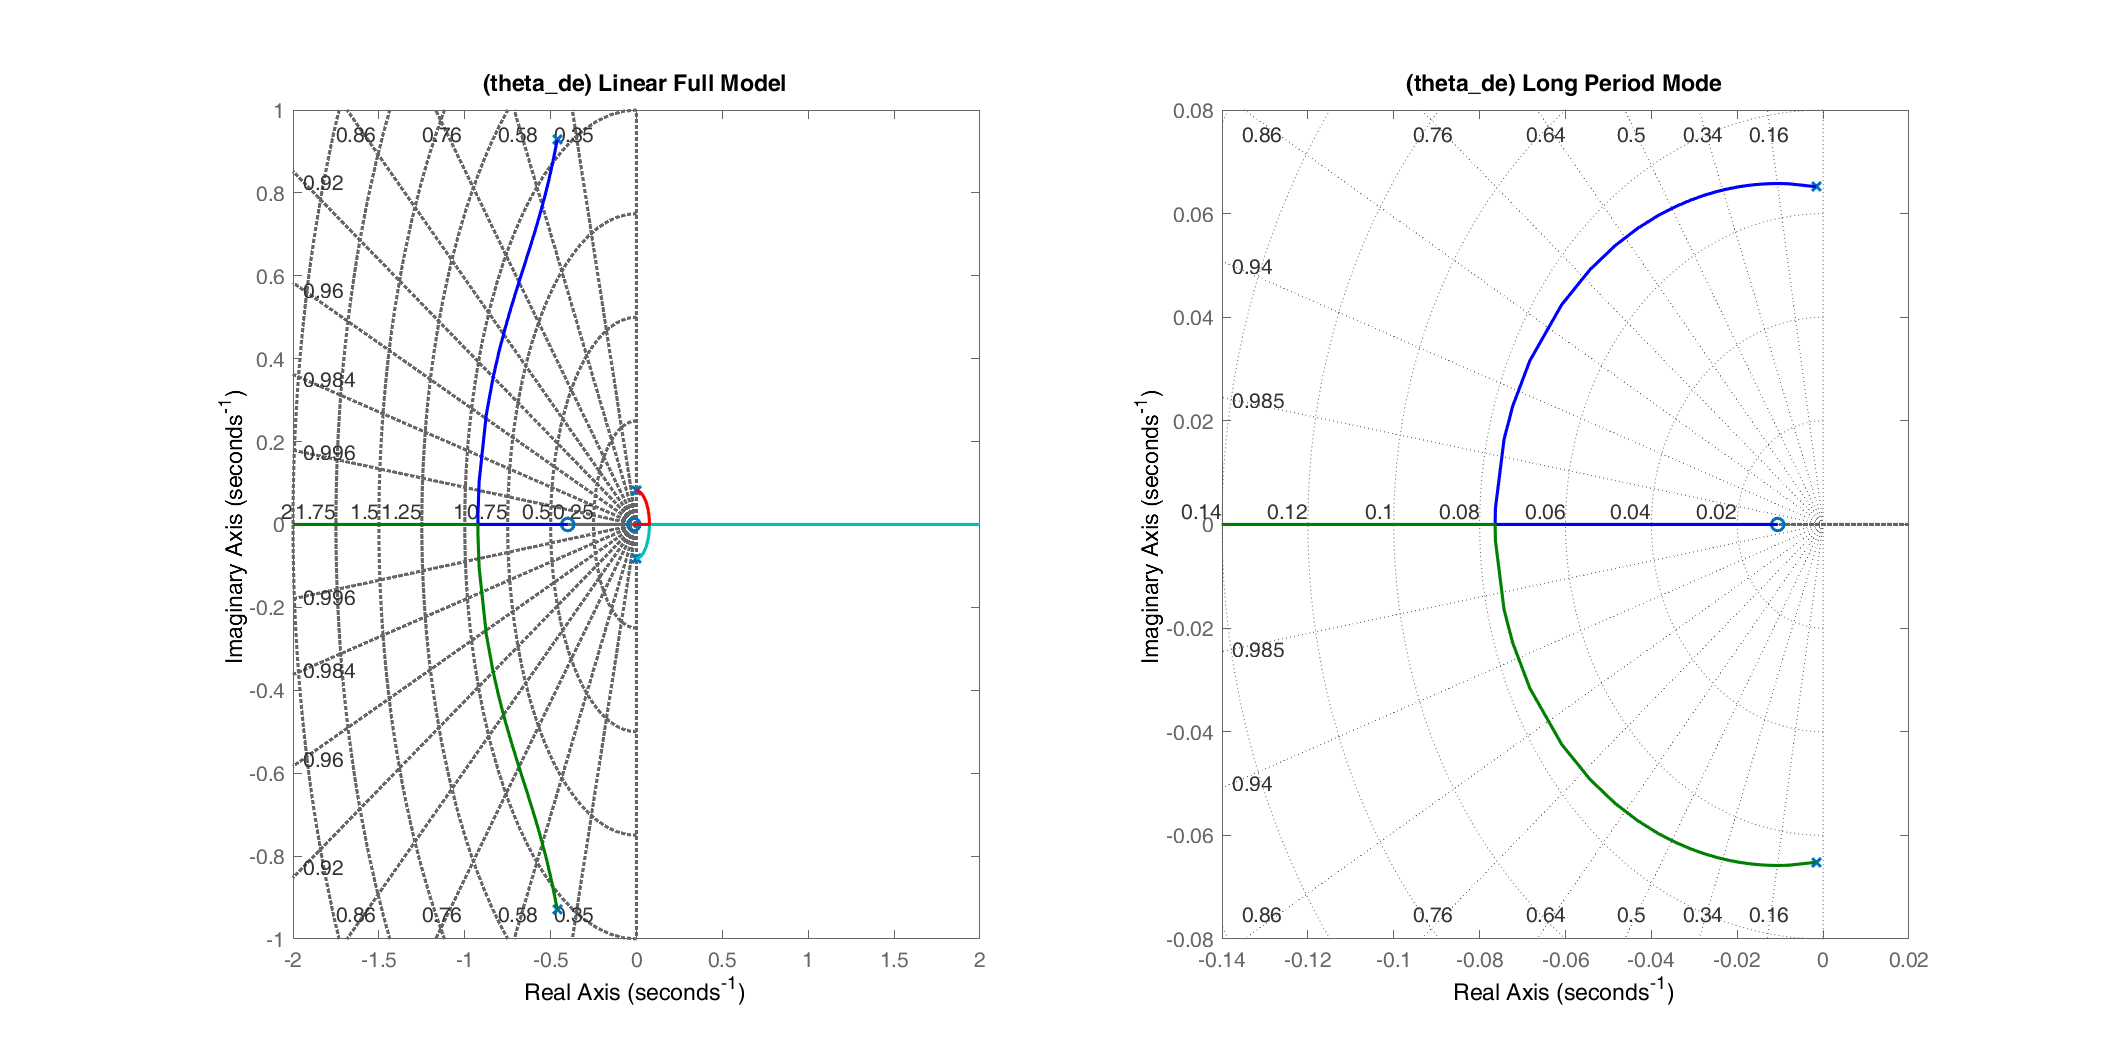 (theta_de) Linear Full Model
1
0.86 0.76 0.58 0.35
0.92
0.8
0.6
0.96
0.4
0.984
0.2
0.996
2 1.75 1.5 1.25 1 0.75 0.5 0.25
0
-0.2
0.996
-0.4
0.984
0.96
-0.6
-0.8
0.92
0.86 0.76 0.58 0.35
-1
-2 -1.5 -1 -0.5 0 0.5 1 1.5 2
Real Axis (seconds-1)
Imaginary Axis (seconds-1)
(theta_de) Long Period Mode
0.08
0.86 0.76 0.64 0.5 0.34 0.16
0.06
0.94
0.04
0.02
0.985
0.14 0.12 0.1 0.08 0.06 0.04 0.02
0
-0.02
0.985
-0.04
0.94
-0.06
0.86 0.76 0.64 0.5 0.34 0.16
-0.08
-0.14 -0.12 -0.1 -0.08 -0.06 -0.04 -0.02 0 0.02
Real Axis (seconds-1)
Imaginary Axis (seconds-1)